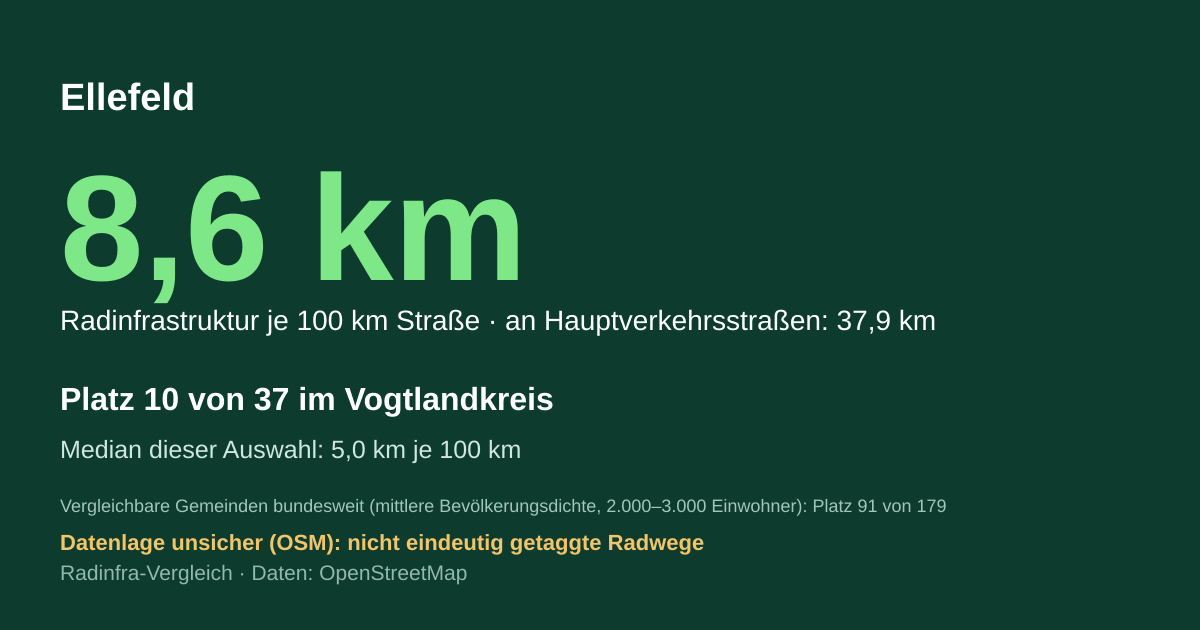 Ellefeld
8,6 km
Radinfrastruktur je 100 km Straße · an Hauptverkehrsstraßen: 37,9 km
Platz 10 von 37 im Vogtlandkreis
Median dieser Auswahl: 5,0 km je 100 km
Vergleichbare Gemeinden bundesweit (mittlere Bevölkerungsdichte, 2.000–3.000 Einwohner): Platz 91 von 179
Datenlage unsicher (OSM): nicht eindeutig getaggte Radwege
Radinfra-Vergleich · Daten: OpenStreetMap